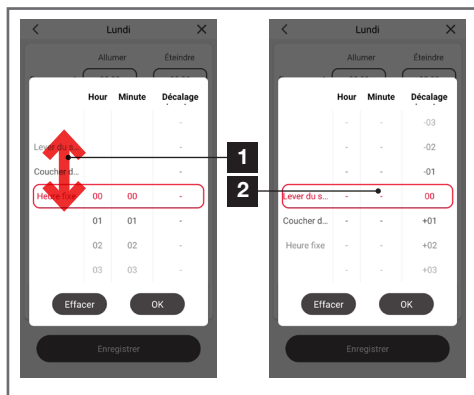 Lundi
Allumer Éteindre
Hour Minute Décalage
-
Lever du s... -
Coucher d... -
Heure fixe 00 00 -
01 01 -
02 02 -
03 03 -
Effacer OK
Enregistrer
1
2
Lundi
Allumer Éteindre
Hour Minute Décalage
- - -03
- - -02
- - -01
Lever du s... - - 00
Coucher d... - - +01
Heure fixe - - +02
- - +03
Effacer OK
Enregistrer